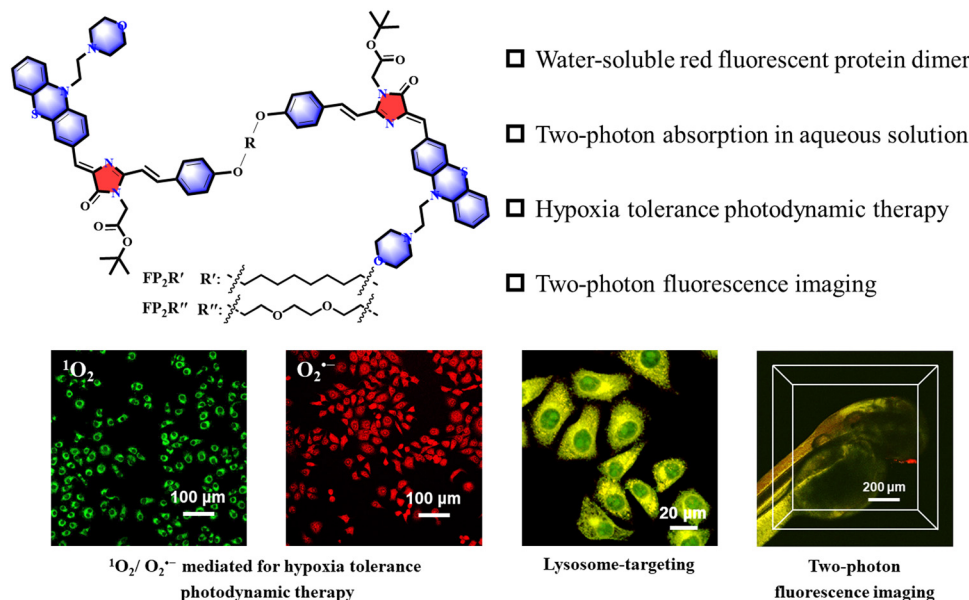 O
N
N
S
N
O
N
O
O
O
R
O
O
O
O
N
N
S
N
N
O
FP₂R′ R′:
FP₂R″ R″:
O
O
Water-soluble red fluorescent protein dimer
Two-photon absorption in aqueous solution
Hypoxia tolerance photodynamic therapy
Two-photon fluorescence imaging
¹O₂
100 μm
O₂•−
100 μm
20 μm
200 μm
¹O₂/ O₂•− mediated for hypoxia tolerance
photodynamic therapy
Lysosome-targeting
Two-photon
fluorescence imaging